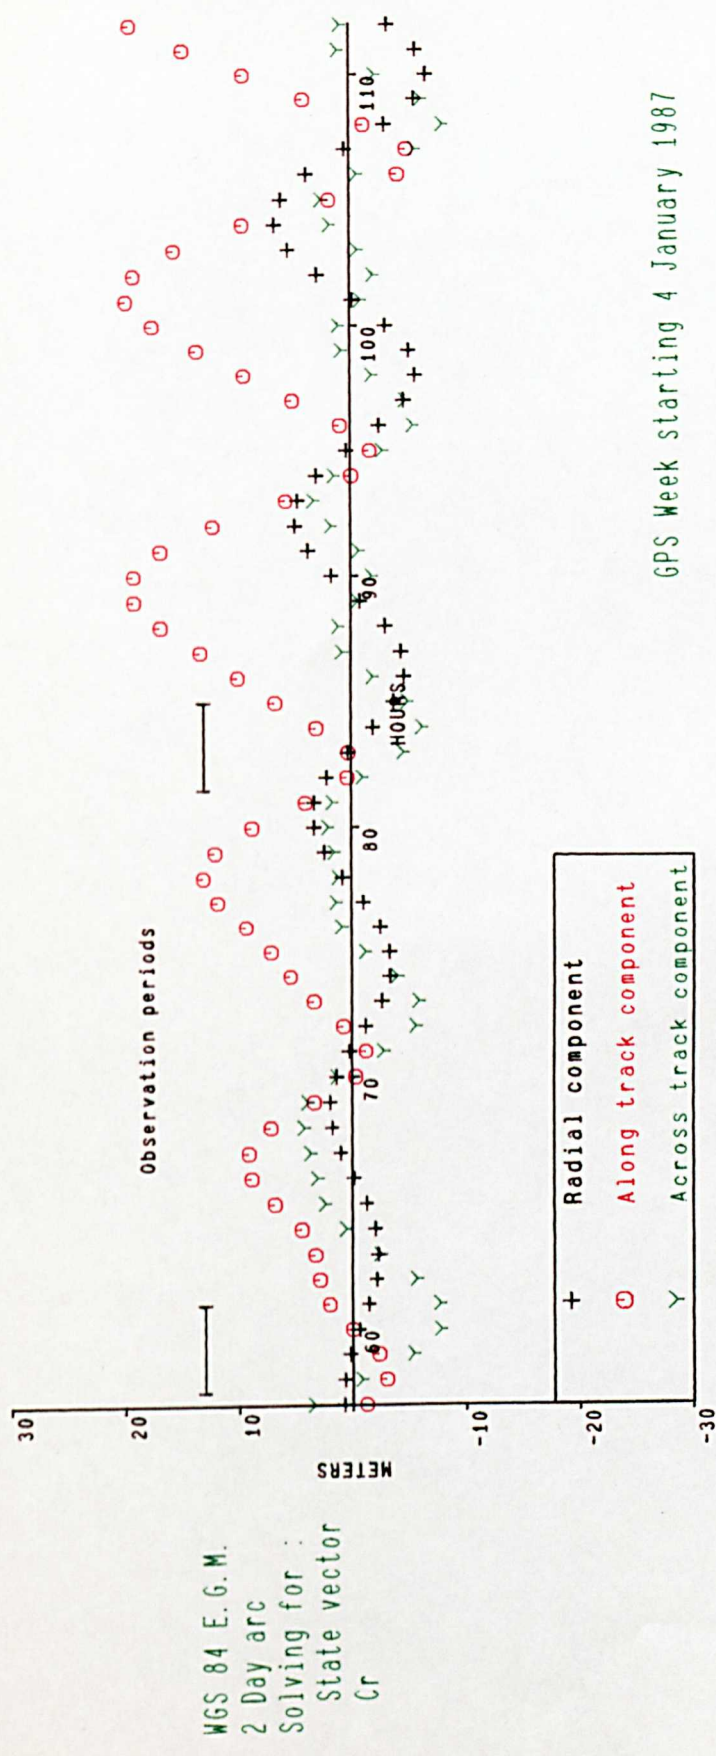 WGS 84 E.G.M.
2 Day arc
Solving for :
State vector
Cr
METERS
30
20
10
-10
-20
-30
Observation periods
60
70
80
90
100
110
HOURS
Radial component
Along track component
Across track component
GPS Week starting 4 January 1987